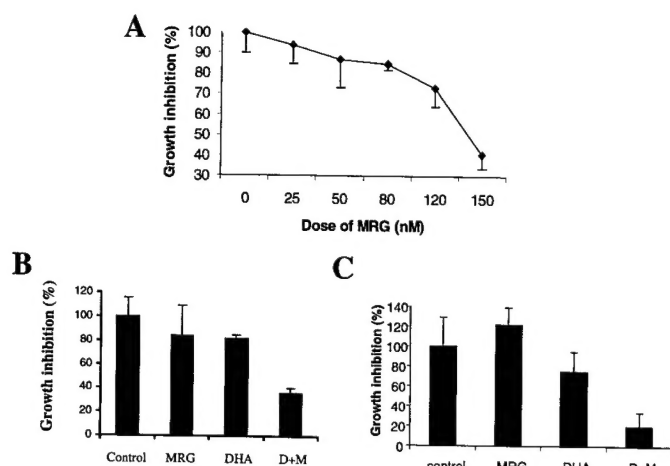 A
Growth inhibition (%)
100
90
80
70
60
50
40
30
0 25 50 80 120 150
Dose of MRG (nM)
B
Growth inhibition (%)
120
100
80
60
40
20
0
Control MRG DHA D+M
C
Growth inhibition (%)
140
120
100
80
60
40
20
0
control MRG DHA D+M